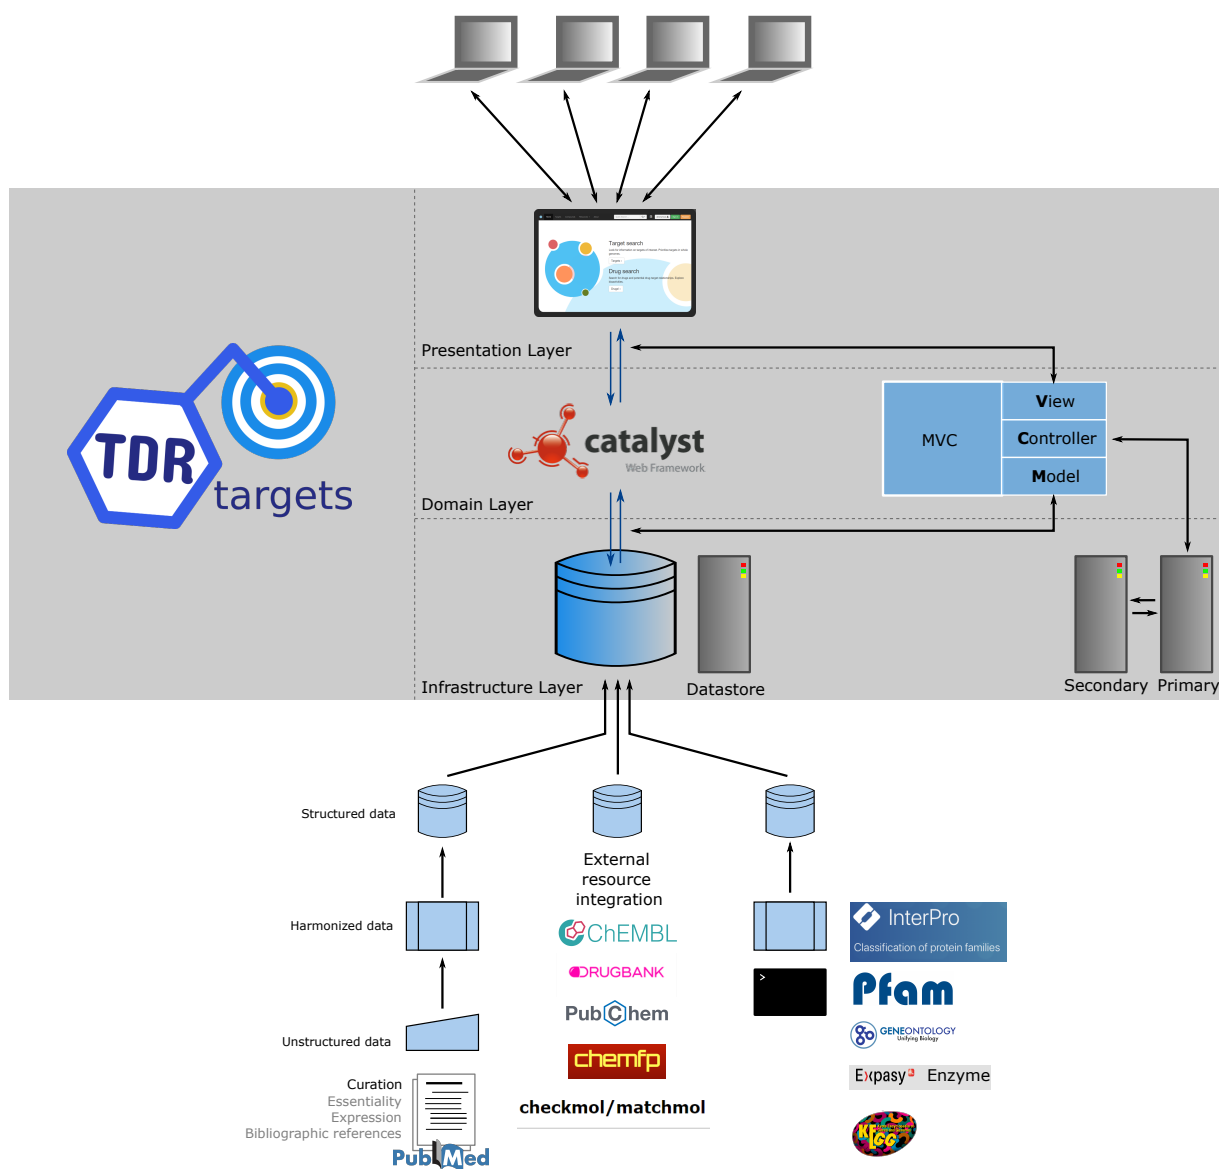 Target search
Drug search
Presentation Layer
TDR
targets
catalyst
Web Framework
MVC
View
Controller
Model
Domain Layer
Infrastructure Layer
Datastore
Secondary
Primary
Structured data
External
resource
integration
Harmonized data
ChEMBL
DRUGBANK
PubChem
chemfp
checkmol/matchmol
>
InterPro
Classification of protein families
Pfam
GENEONTOLOGY
Unifying Biology
Expasy Enzyme
KEGG
Unstructured data
Curation
Essentiality
Expression
Bibliographic references
PubMed